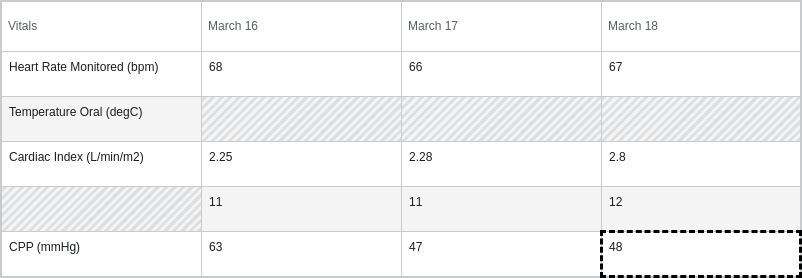 Vitals March 16 March 17 March 18
Heart Rate Monitored (bpm) 68 66 67
Temperature Oral (degC)
Cardiac Index (L/min/m2) 2.25 2.28 2.8
11 11 12
CPP (mmHg) 63 47 48